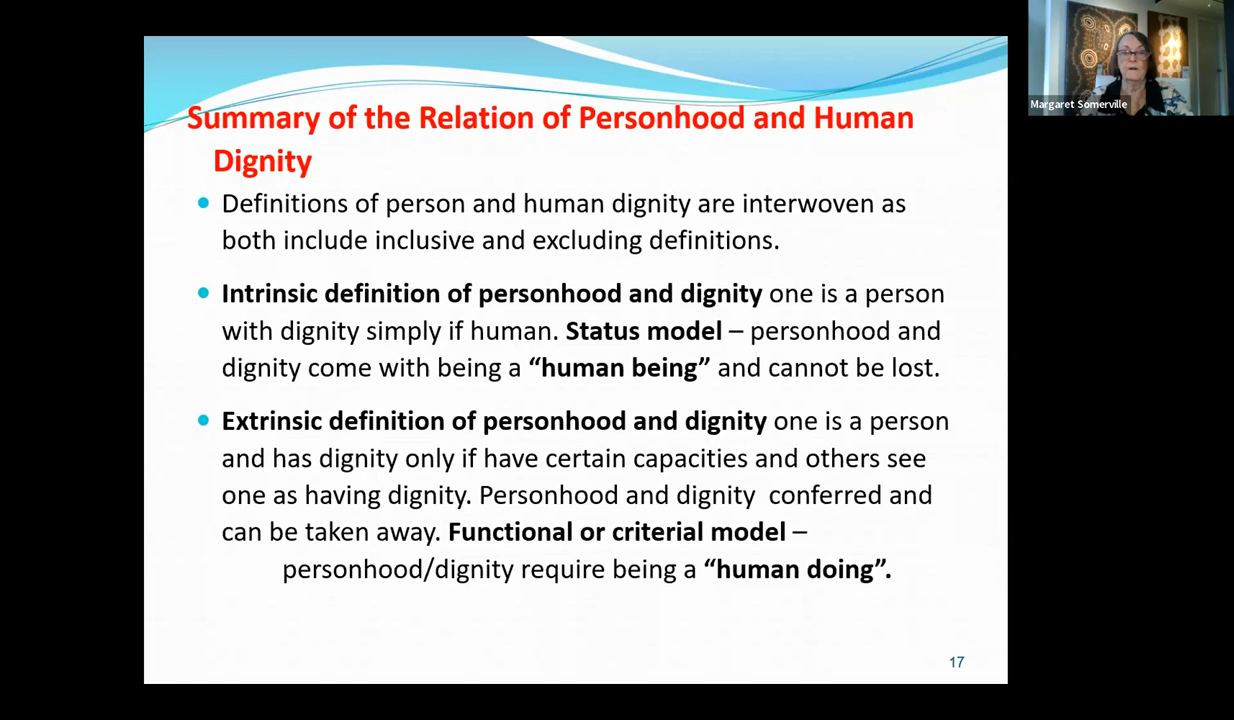 Margaret Somerville
Summary of the Relation of Personhood and Human
Dignity
• Definitions of person and human dignity are interwoven as
both include inclusive and excluding definitions.
• Intrinsic definition of personhood and dignity one is a person
with dignity simply if human. Status model – personhood and
dignity come with being a “human being” and cannot be lost.
• Extrinsic definition of personhood and dignity one is a person
and has dignity only if have certain capacities and others see
one as having dignity. Personhood and dignity  conferred and
can be taken away. Functional or criterial model –
personhood/dignity require being a “human doing”.
17